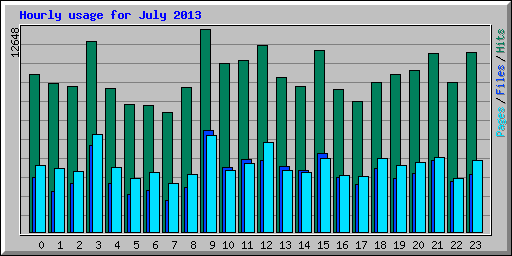 Hourly usage for July 2013
12648
Pages/Files/Hits
0 1 2 3 4 5 6 7 8 9 10 11 12 13 14 15 16 17 18 19 20 21 22 23